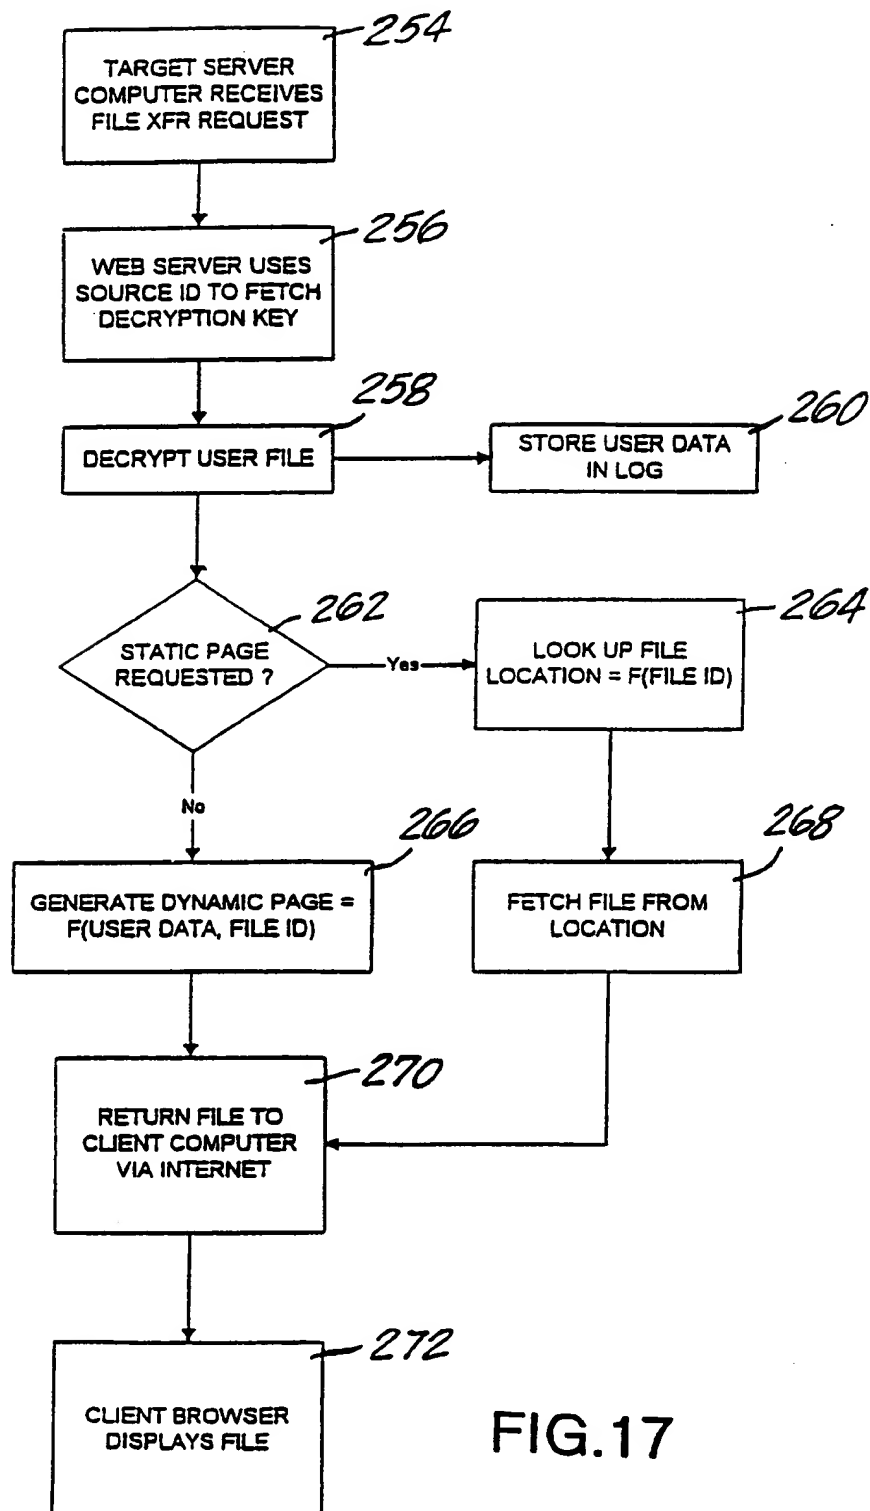 254
TARGET SERVER
COMPUTER RECEIVES
FILE XFR REQUEST
256
WEB SERVER USES
SOURCE ID TO FETCH
DECRYPTION KEY
258
DECRYPT USER FILE
260
STORE USER DATA
IN LOG
262
STATIC PAGE
REQUESTED ?
Yes
264
LOOK UP FILE
LOCATION = F(FILE ID)
No
266
GENERATE DYNAMIC PAGE =
F(USER DATA, FILE ID)
268
FETCH FILE FROM
LOCATION
270
RETURN FILE TO
CLIENT COMPUTER
VIA INTERNET
272
CLIENT BROWSER
DISPLAYS FILE
FIG.17